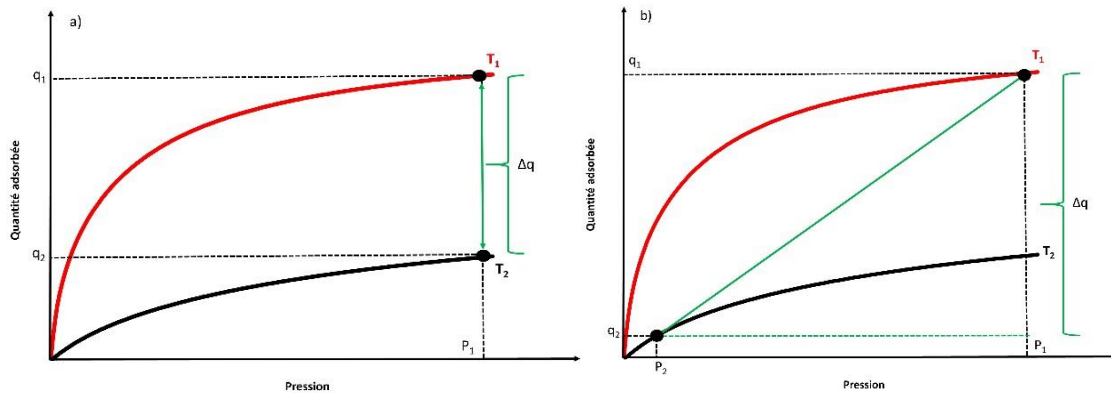 a)
T₁
q₁
Δq
Quantité adsorbée
q₂
T₂
P₁
Pression
b)
T₁
q₁
Δq
Quantité adsorbée
T₂
q₂
P₂
P₁
Pression